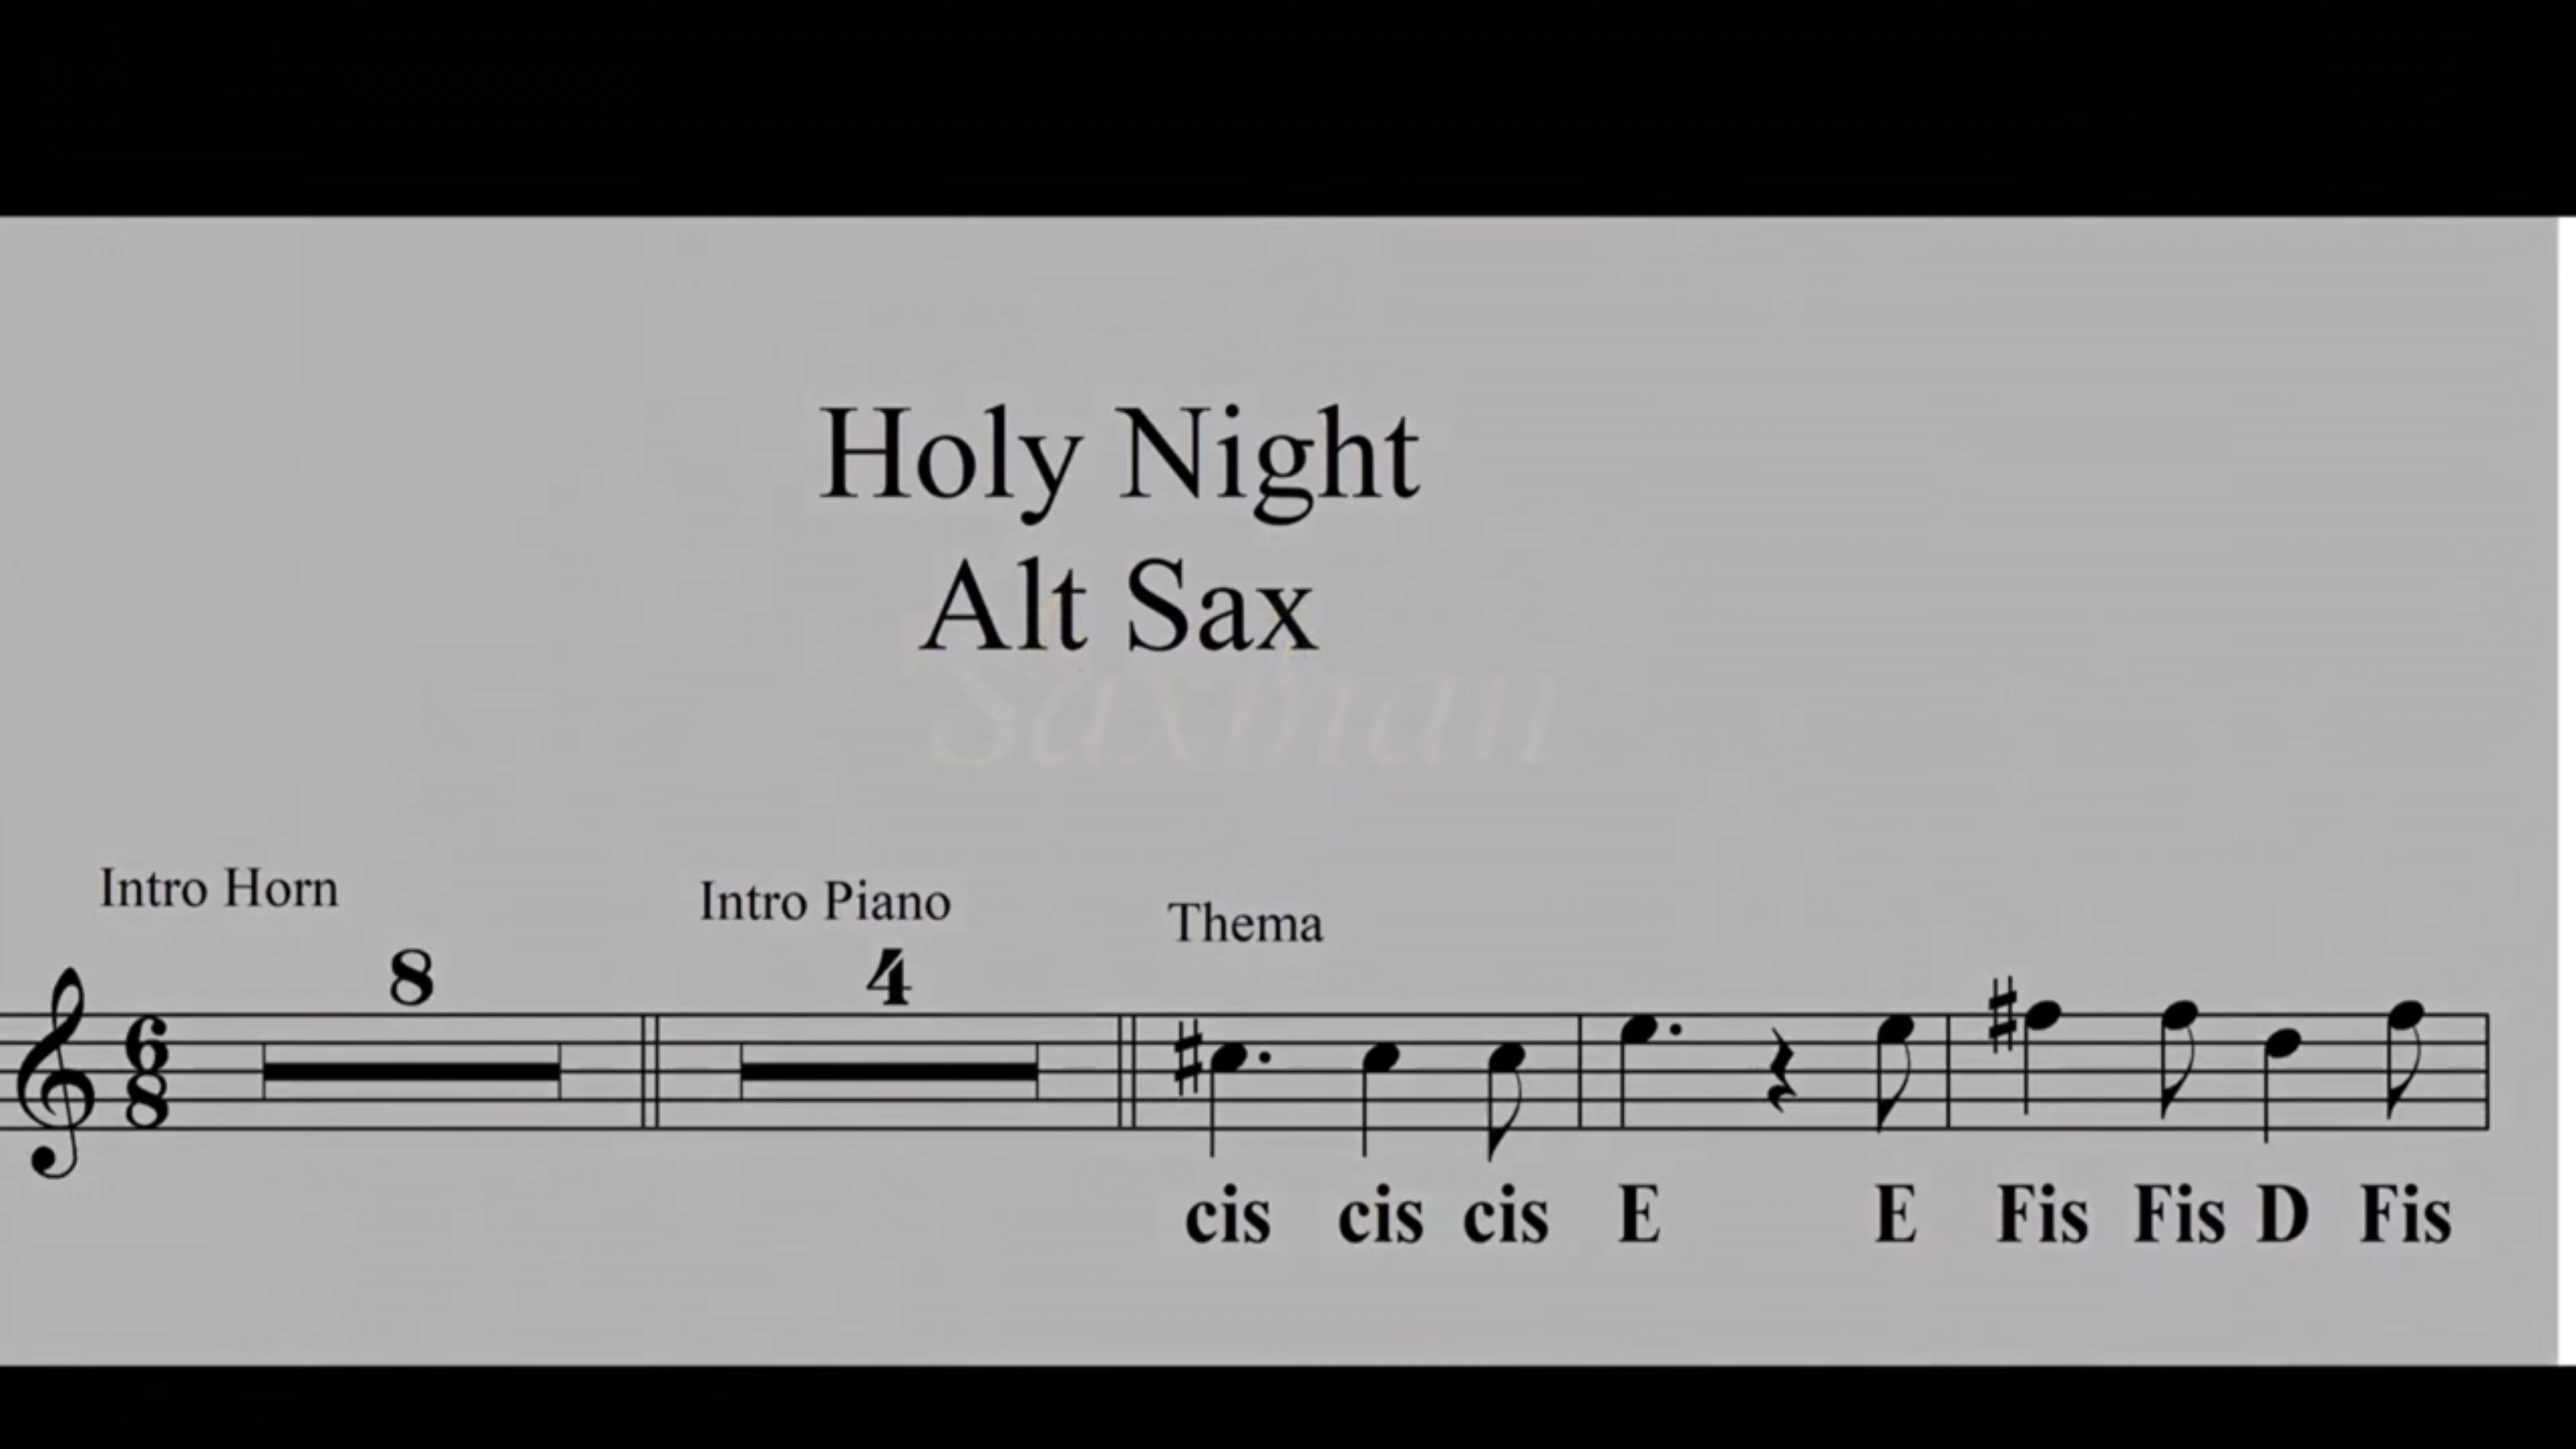 Holy Night
Alt Sax
Saxman
Intro Horn
Intro Piano
Thema
8
4
6
8
cis cis cis E E Fis Fis D Fis